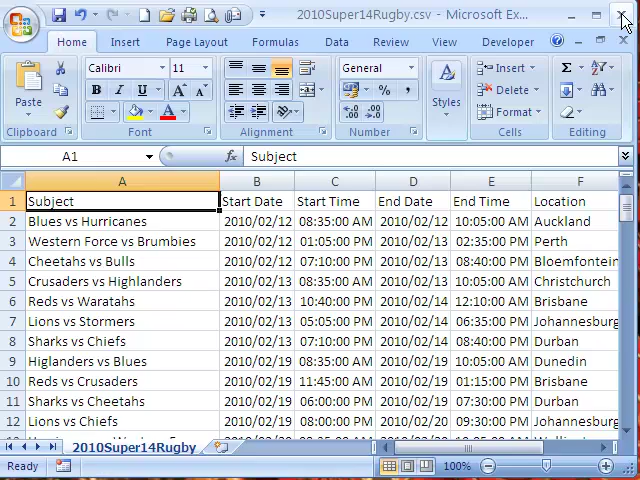 2010Super14Rugby.csv - Microsoft Ex...
Home Insert Page Layout Formulas Data Review View Developer
Calibri 11 General Insert Delete Format
Paste Styles
Clipboard Font Alignment Number Cells Editing
A1 fx Subject
A B C D E F
1 Subject Start Date Start Time End Date End Time Location
2 Blues vs Hurricanes 2010/02/12 08:35:00 AM 2010/02/12 10:05:00 AM Auckland
3 Western Force vs Brumbies 2010/02/12 01:05:00 PM 2010/02/13 02:35:00 PM Perth
4 Cheetahs vs Bulls 2010/02/12 07:10:00 PM 2010/02/13 08:40:00 PM Bloemfontein
5 Crusaders vs Highlanders 2010/02/13 08:35:00 AM 2010/02/13 10:05:00 AM Christchurch
6 Reds vs Waratahs 2010/02/13 10:40:00 PM 2010/02/13 12:10:00 AM Brisbane
7 Lions vs Stormers 2010/02/13 05:05:00 PM 2010/02/14 06:35:00 PM Johannesburg
8 Sharks vs Chiefs 2010/02/13 07:10:00 PM 2010/02/14 08:40:00 PM Durban
9 Higlanders vs Blues 2010/02/19 08:35:00 AM 2010/02/19 10:05:00 AM Dunedin
10 Reds vs Crusaders 2010/02/19 11:45:00 AM 2010/02/19 01:15:00 PM Brisbane
11 Sharks vs Cheetahs 2010/02/19 06:00:00 PM 2010/02/19 07:30:00 PM Durban
12 Lions vs Chiefs 2010/02/19 08:00:00 PM 2010/02/20 09:30:00 PM Johannesburg
2010Super14Rugby
Ready 100%